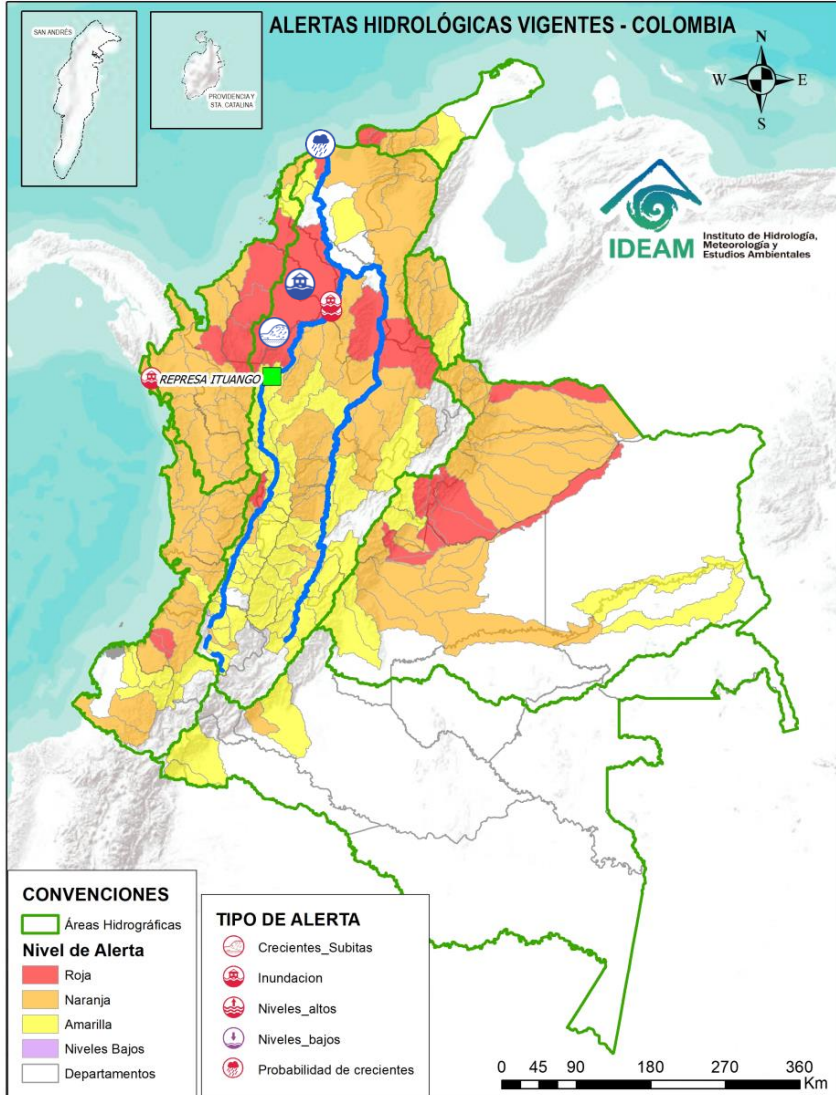 ALERTAS HIDROLÓGICAS VIGENTES - COLOMBIA
SAN ANDRÉS
PROVIDENCIA Y
STA. CATALINA
N
W
E
S
IDEAM
Instituto de Hidrología,
Meteorología y
Estudios Ambientales
REPRESA ITUANGO
CONVENCIONES
Áreas Hidrográficas
Nivel de Alerta
Roja
Naranja
Amarilla
Niveles Bajos
Departamentos
TIPO DE ALERTA
Crecientes_Subitas
Inundacion
Niveles_altos
Niveles_bajos
Probabilidad de crecientes
0 45 90 180 270 360
Km